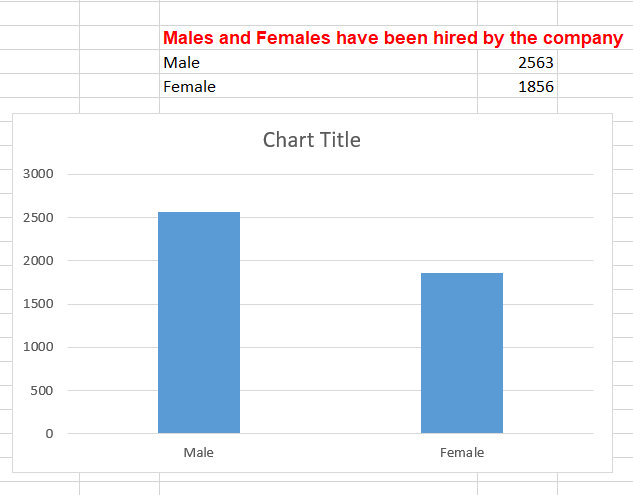 Males and Females have been hired by the company
Male 2563
Female 1856
Chart Title
3000
2500
2000
1500
1000
500
0
Male Female